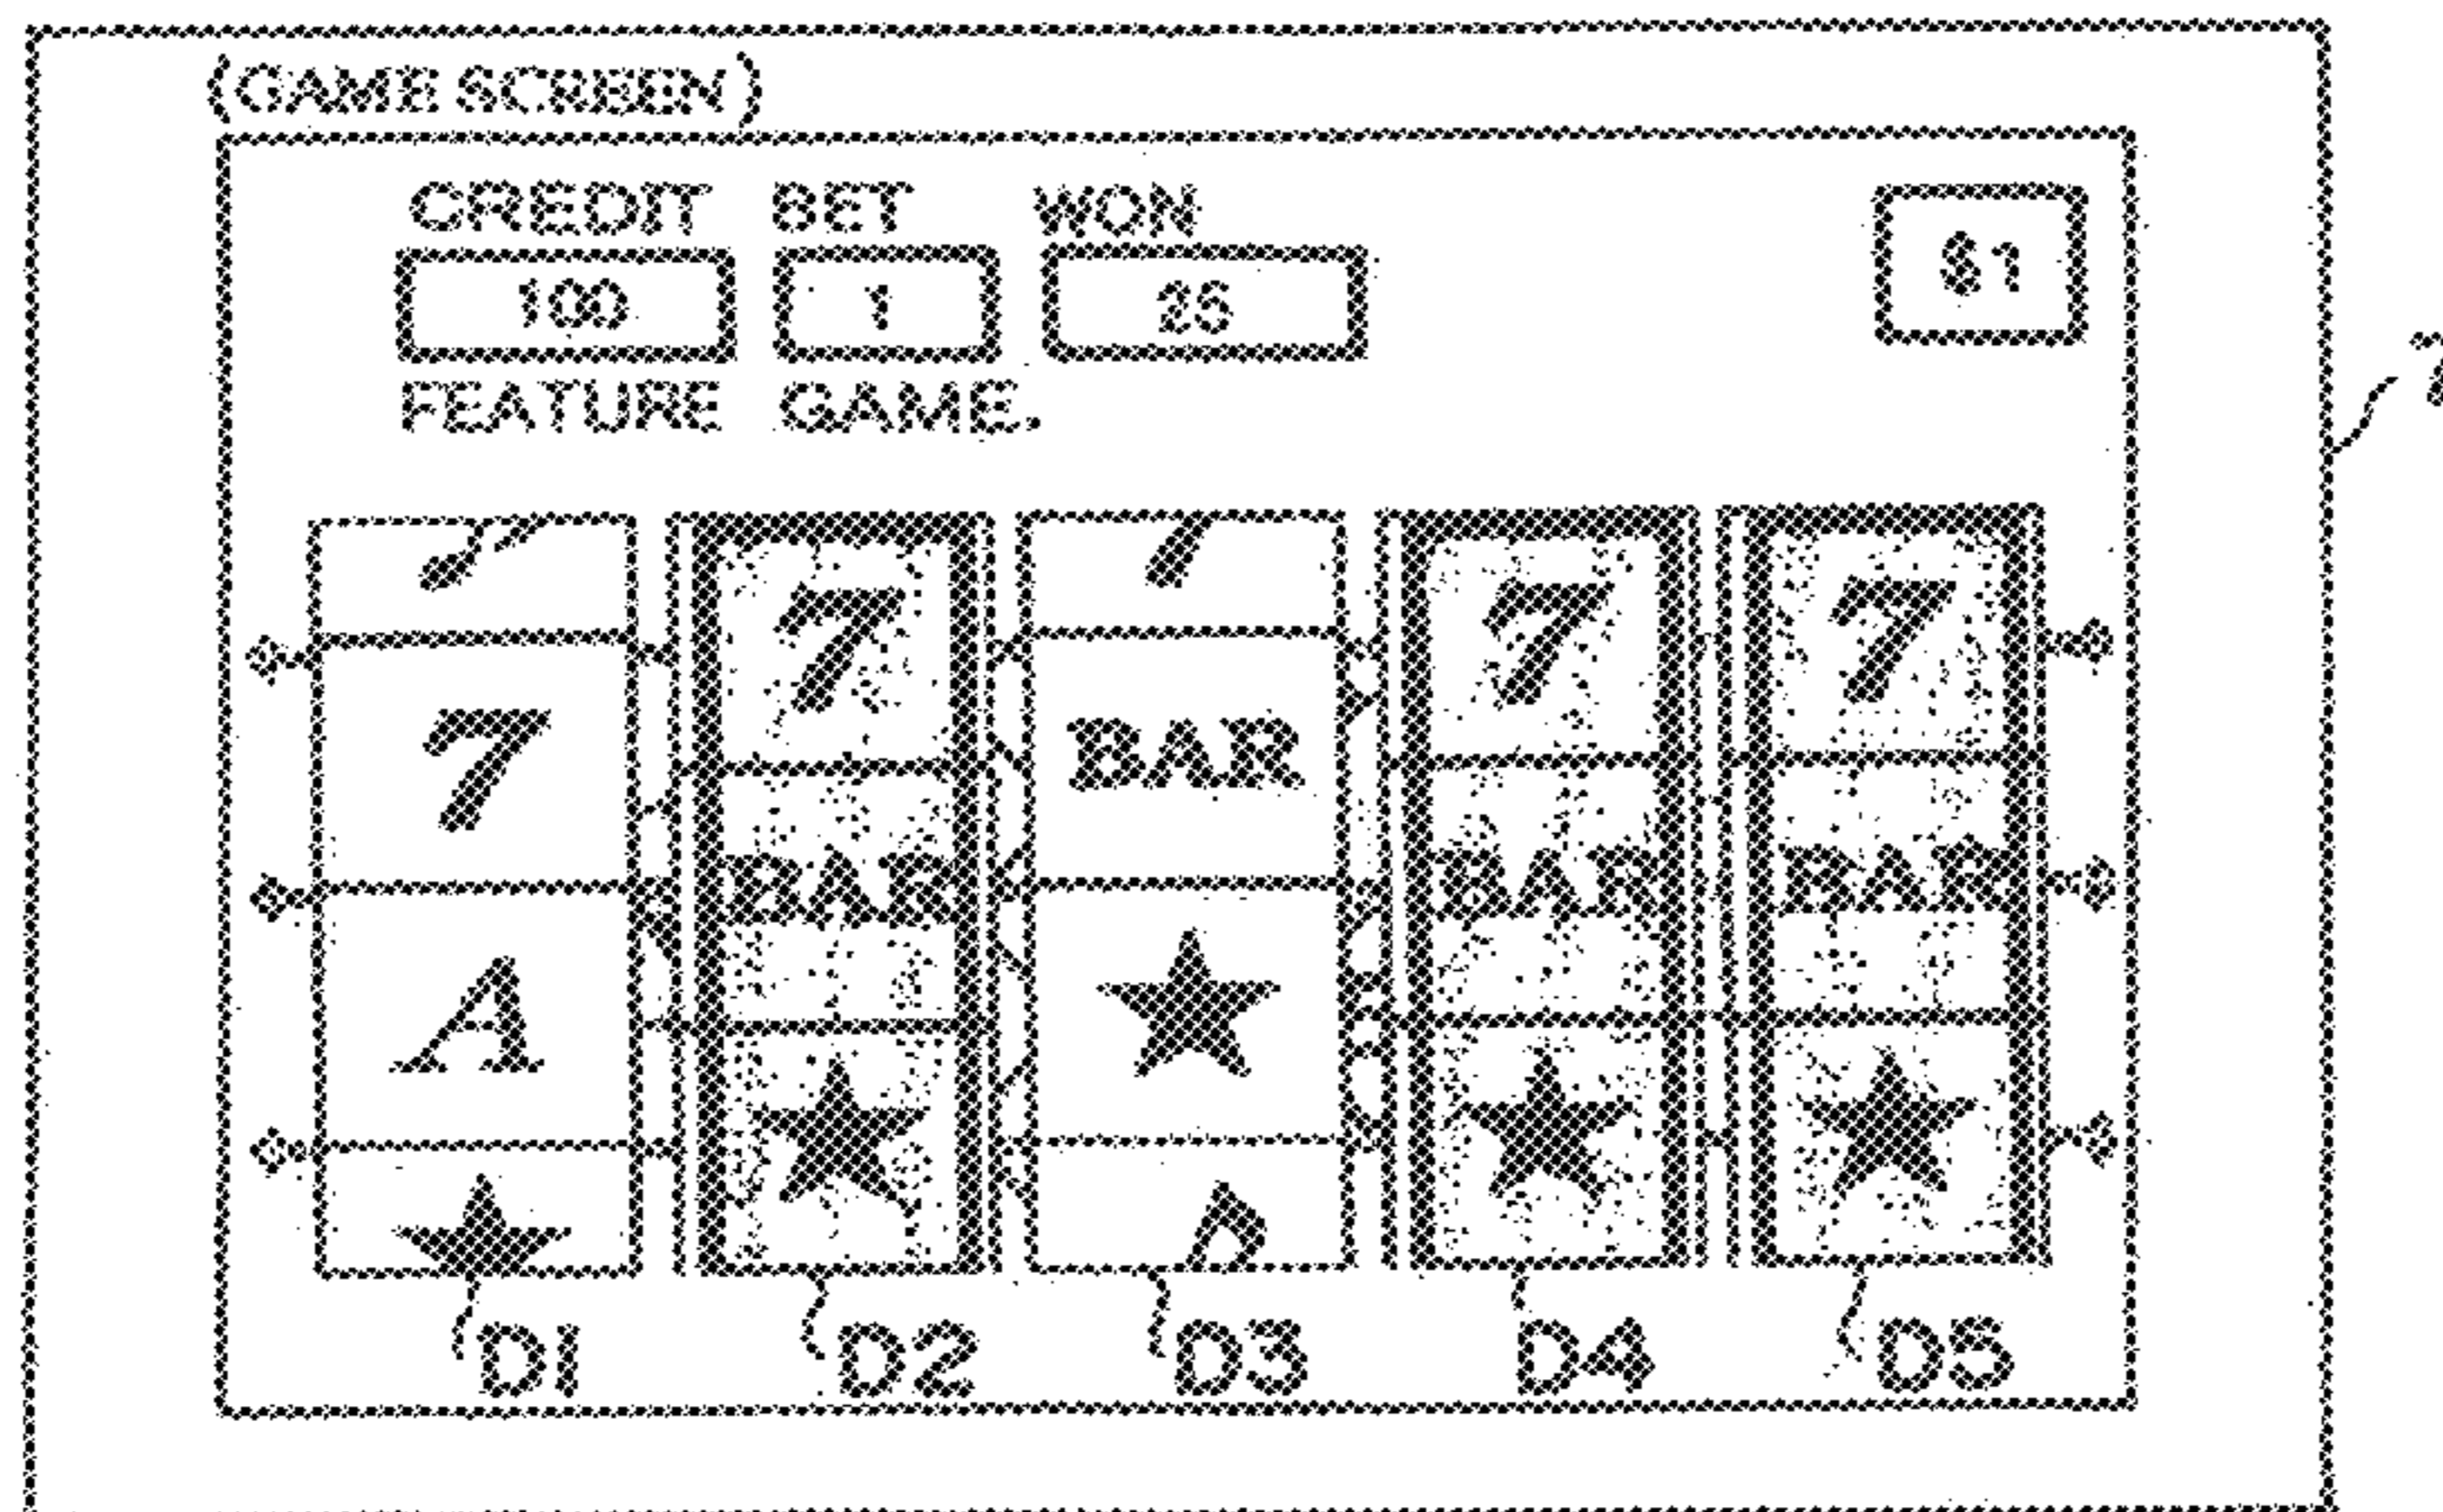 (GAME SCREEN)
CREDIT BET WON
100 1 25 $1
FEATURE GAME.
7 7 7
7 BAR
BAR BAR BAR
A
D1 D2 D3 D4 D5